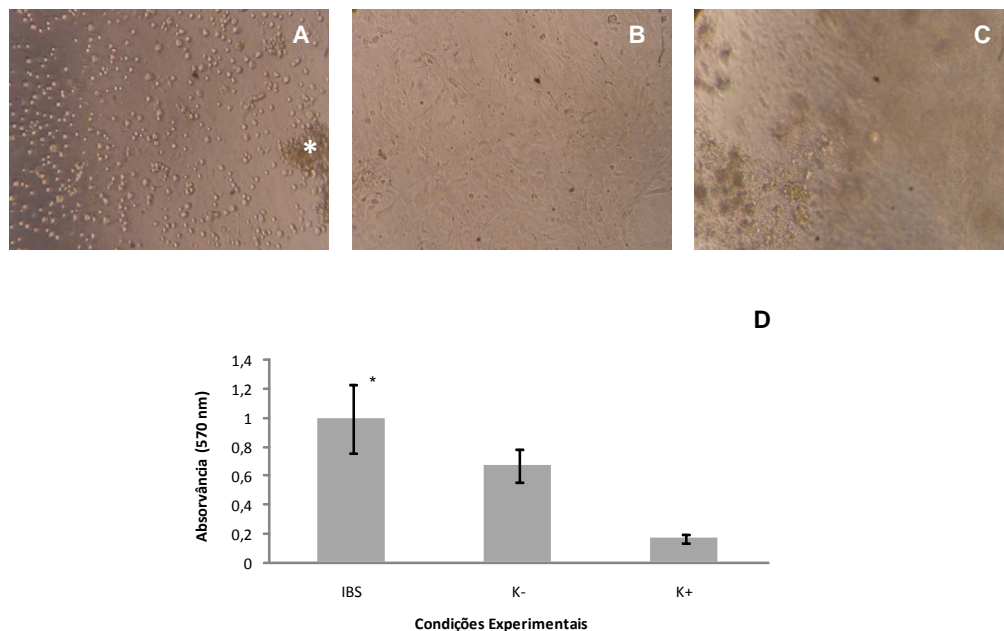 A
B
C
*
D
1,4
1,2
1
0,8
0,6
0,4
0,2
0
Absorvância (570 nm)
*
IBS
K-
K+
Condições Experimentais